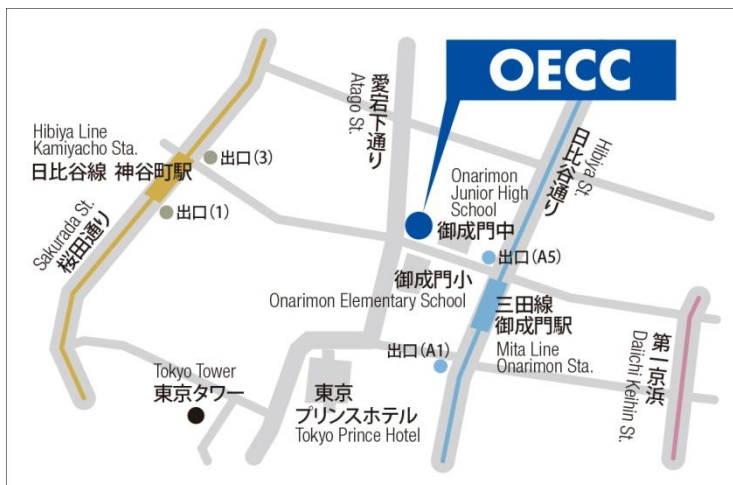 OECC
愛宕下通り
Atago St.
Hibiya St.
日比谷通り
Hibiya Line
Kamiyacho Sta.
日比谷線 神谷町駅
出口(3)
出口(1)
Sakurada St.
桜田通り
Onarimon
Junior High
School
御成門中
出口(A5)
御成門小
Onarimon Elementary School
三田線
御成門駅
Mita Line
Onarimon Sta.
出口(A1)
第一京浜
Daiichi Keihin St.
Tokyo Tower
東京タワー
東京
プリンスホテル
Tokyo Prince Hotel